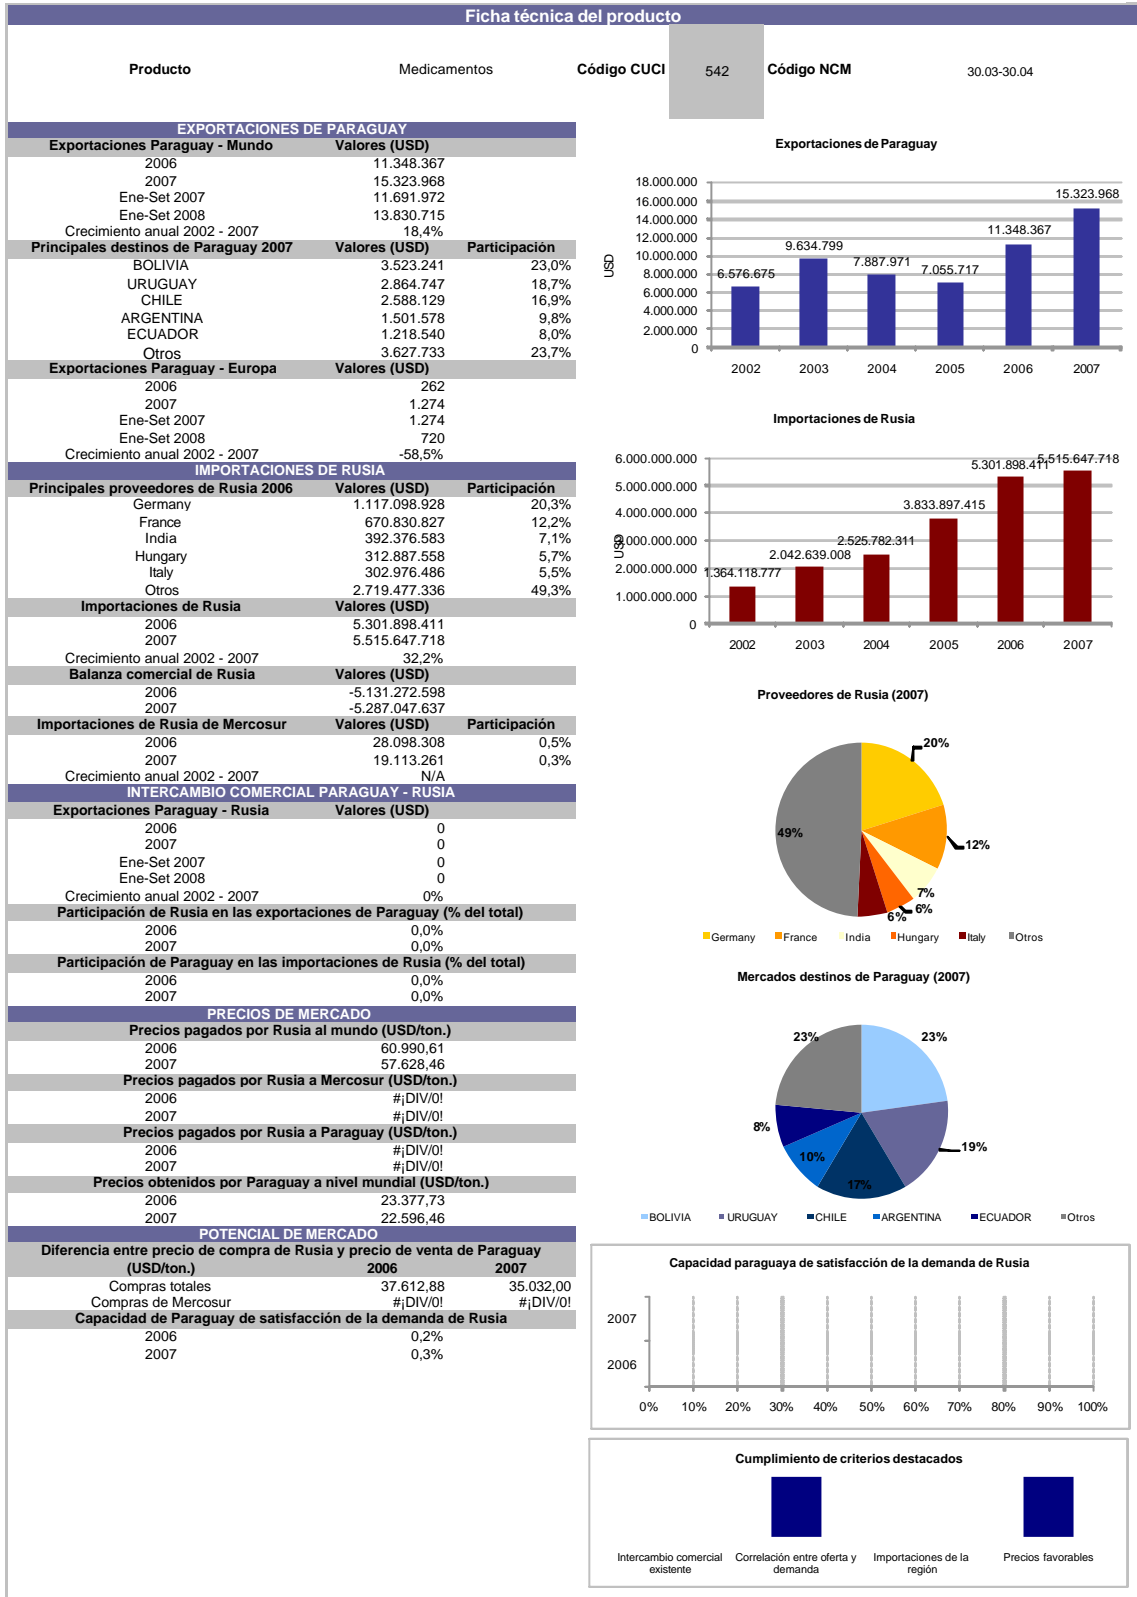 Ficha técnica del producto
Producto Medicamentos Código CUCI 542 Código NCM 30.03-30.04
EXPORTACIONES DE PARAGUAY
Exportaciones Paraguay - Mundo Valores (USD)
2006 11.348.367
2007 15.323.968
Ene-Set 2007 11.691.972
Ene-Set 2008 13.830.715
Crecimiento anual 2002 - 2007 18,4%
Principales destinos de Paraguay 2007 Valores (USD) Participación
BOLIVIA 3.523.241 23,0%
URUGUAY 2.864.747 18,7%
CHILE 2.588.129 16,9%
ARGENTINA 1.501.578 9,8%
ECUADOR 1.218.540 8,0%
Otros 3.627.733 23,7%
Exportaciones Paraguay - Europa Valores (USD)
2006 262
2007 1.274
Ene-Set 2007 1.274
Ene-Set 2008 720
Crecimiento anual 2002 - 2007 -58,5%
IMPORTACIONES DE RUSIA
Principales proveedores de Rusia 2006 Valores (USD) Participación
Germany 1.117.098.928 20,3%
France 670.830.827 12,2%
India 392.376.583 7,1%
Hungary 312.887.558 5,7%
Italy 302.976.486 5,5%
Otros 2.719.477.336 49,3%
Importaciones de Rusia Valores (USD)
2006 5.301.898.411
2007 5.515.647.718
Crecimiento anual 2002 - 2007 32,2%
Balanza comercial de Rusia Valores (USD)
2006 -5.131.272.598
2007 -5.287.047.637
Importaciones de Rusia de Mercosur Valores (USD) Participación
2006 28.098.308 0,5%
2007 19.113.261 0,3%
Crecimiento anual 2002 - 2007 N/A
INTERCAMBIO COMERCIAL PARAGUAY - RUSIA
Exportaciones Paraguay - Rusia Valores (USD)
2006 0
2007 0
Ene-Set 2007 0
Ene-Set 2008 0
Crecimiento anual 2002 - 2007 0%
Participación de Rusia en las exportaciones de Paraguay (% del total)
2006 0,0%
2007 0,0%
Participación de Paraguay en las importaciones de Rusia (% del total)
2006 0,0%
2007 0,0%
PRECIOS DE MERCADO
Precios pagados por Rusia al mundo (USD/ton.)
2006 60.990,61
2007 57.628,46
Precios pagados por Rusia a Mercosur (USD/ton.)
2006 #¡DIV/0!
2007 #¡DIV/0!
Precios pagados por Rusia a Paraguay (USD/ton.)
2006 #¡DIV/0!
2007 #¡DIV/0!
Precios obtenidos por Paraguay a nivel mundial (USD/ton.)
2006 23.377,73
2007 22.596,46
POTENCIAL DE MERCADO
Diferencia entre precio de compra de Rusia y precio de venta de Paraguay
(USD/ton.) 2006 2007
Compras totales 37.612,88 35.032,00
Compras de Mercosur #¡DIV/0! #¡DIV/0!
Capacidad de Paraguay de satisfacción de la demanda de Rusia
2006 0,2%
2007 0,3%
Exportaciones de Paraguay
18.000.000
16.000.000
14.000.000
12.000.000
10.000.000
8.000.000
6.000.000
4.000.000
2.000.000
0
USD
6.576.675
9.634.799
7.887.971
7.055.717
11.348.367
15.323.968
2002 2003 2004 2005 2006 2007
Importaciones de Rusia
6.000.000.000
5.000.000.000
4.000.000.000
3.000.000.000
2.000.000.000
1.000.000.000
0
USD
1.364.118.777
2.042.639.008
2.525.782.311
3.833.897.415
5.301.898.411
5.515.647.718
2002 2003 2004 2005 2006 2007
Proveedores de Rusia (2007)
20%
12%
7%
6%
6%
49%
Germany France India Hungary Italy Otros
Mercados destinos de Paraguay (2007)
23%
19%
17%
10%
8%
23%
BOLIVIA URUGUAY CHILE ARGENTINA ECUADOR Otros
Capacidad paraguaya de satisfacción de la demanda de Rusia
2007
2006
0% 10% 20% 30% 40% 50% 60% 70% 80% 90% 100%
Cumplimiento de criterios destacados
Intercambio comercial existente
Correlación entre oferta y demanda
Importaciones de la región
Precios favorables